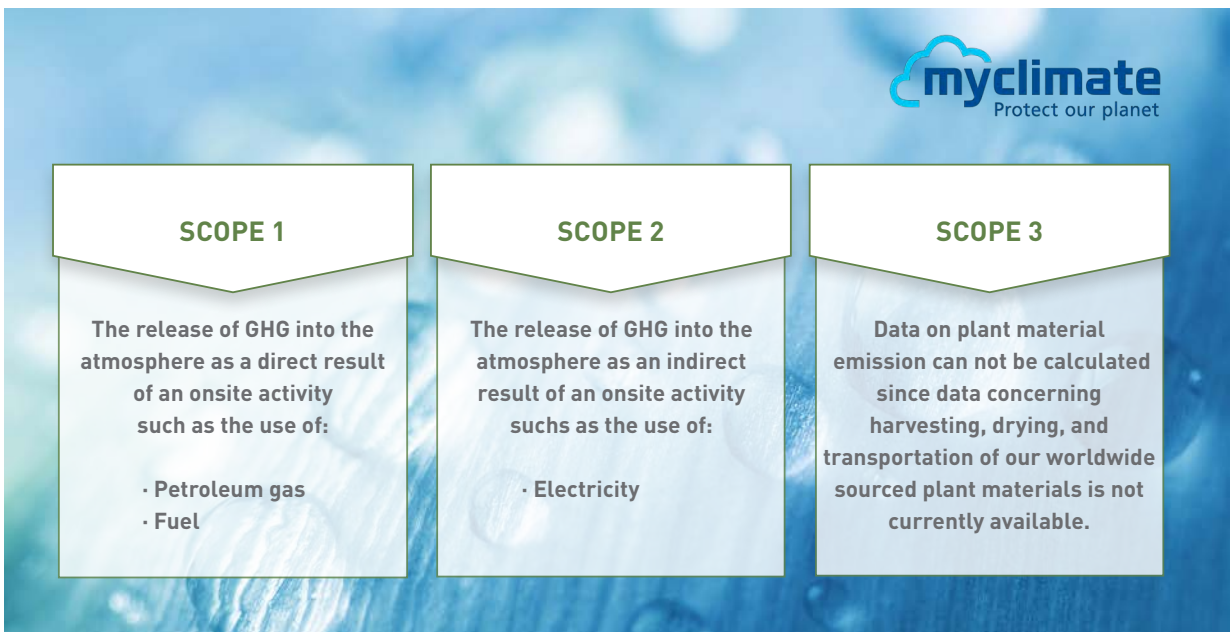 myclimate
Protect our planet
SCOPE 1
The release of GHG into the
atmosphere as a direct result
of an onsite activity
such as the use of:
· Petroleum gas
· Fuel
SCOPE 2
The release of GHG into the
atmosphere as an indirect
result of an onsite activity
suchs as the use of:
· Electricity
SCOPE 3
Data on plant material
emission can not be calculated
since data concerning
harvesting, drying, and
transportation of our worldwide
sourced plant materials is not
currently available.